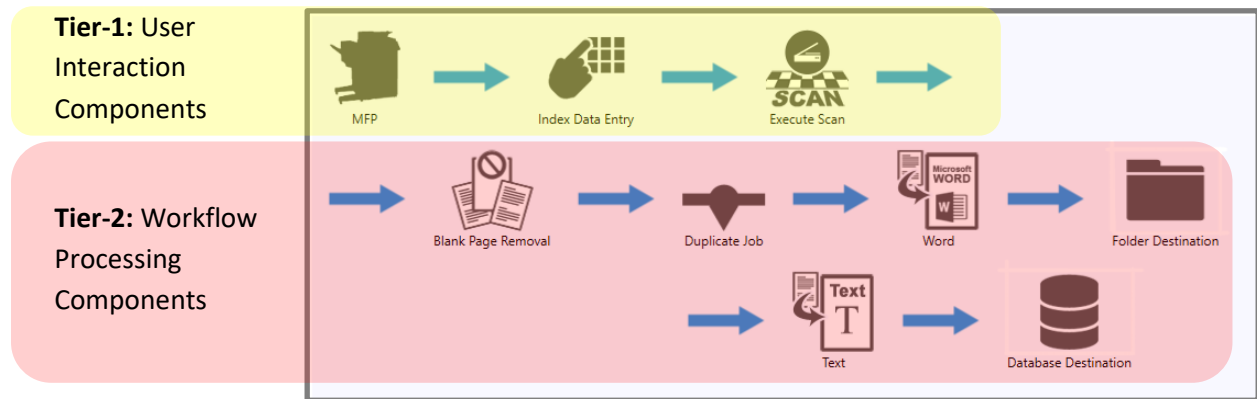 Tier-1: User
Interaction
Components
SCAN
MFP
Index Data Entry
Execute Scan
Tier-2: Workflow
Processing
Components
Microsoft
WORD
W
Blank Page Removal
Duplicate Job
Word
Folder Destination
Text
T
Text
Database Destination